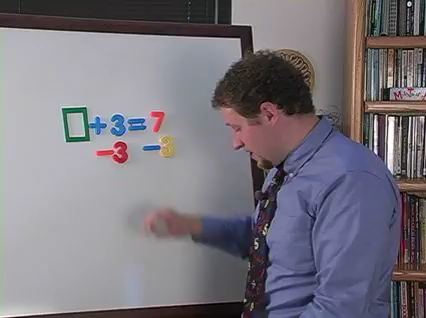 □ + 3 = 7
- 3 - 3